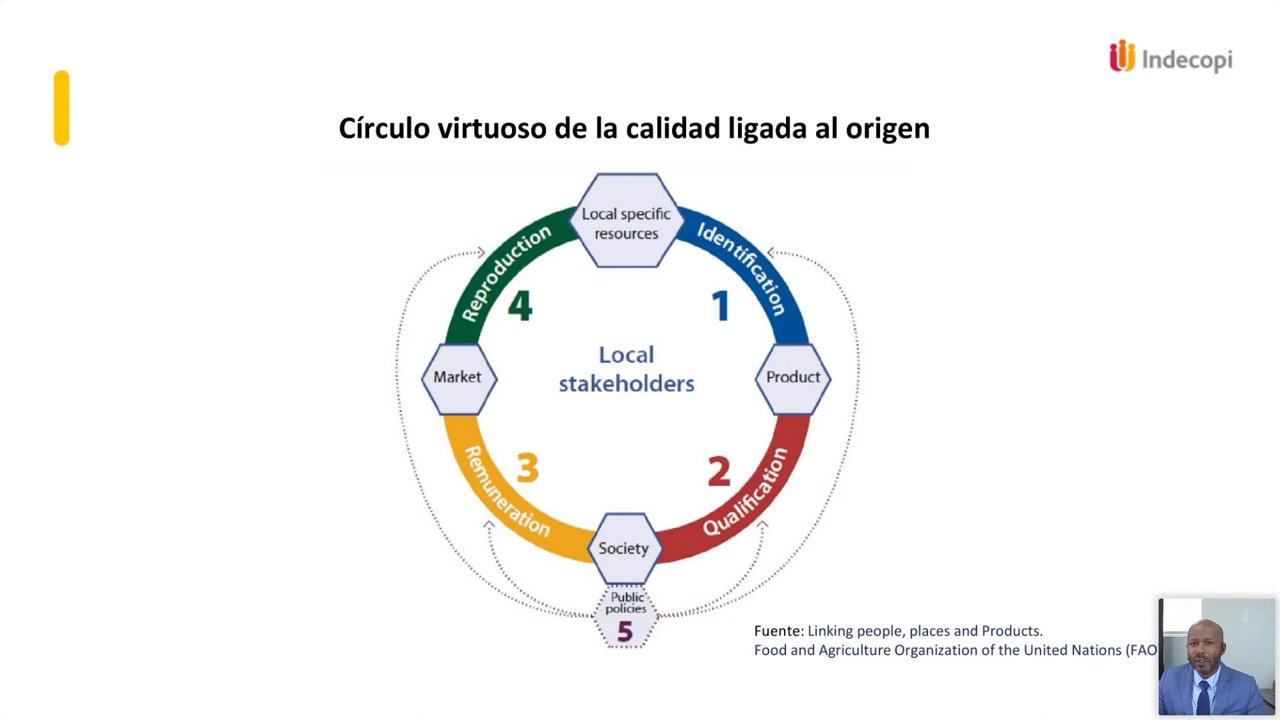 Indecopi
Círculo virtuoso de la calidad ligada al origen
Local specific
resources
Reproduction
Identification
4
1
Local
stakeholders
Market
Product
3
2
Remuneration
Qualification
Society
Public
policies
5
Fuente: Linking people, places and Products.
Food and Agriculture Organization of the United Nations (FAO